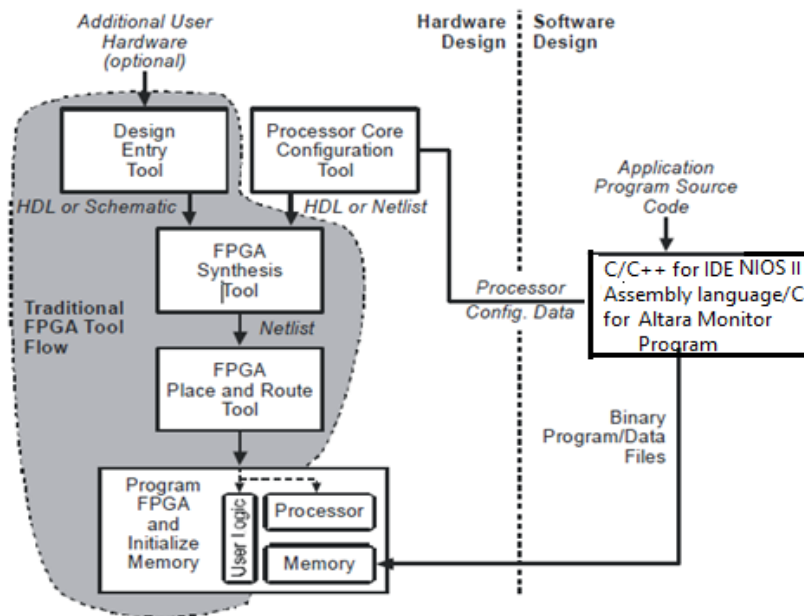 Additional User
Hardware
(optional)
Hardware
Design
Software
Design
Design
Entry
Tool
Processor Core
Configuration
Tool
Application
Program Source
Code
HDL or Schematic
HDL or Netlist
FPGA
Synthesis
Tool
Processor
Config. Data
C/C++ for IDE NIOS II
Assembly language/C
for Altara Monitor
Program
Traditional
FPGA Tool
Flow
Netlist
FPGA
Place and Route
Tool
Binary
Program/Data
Files
Program
FPGA
and
Initialize
Memory
User Logic
Processor
Memory